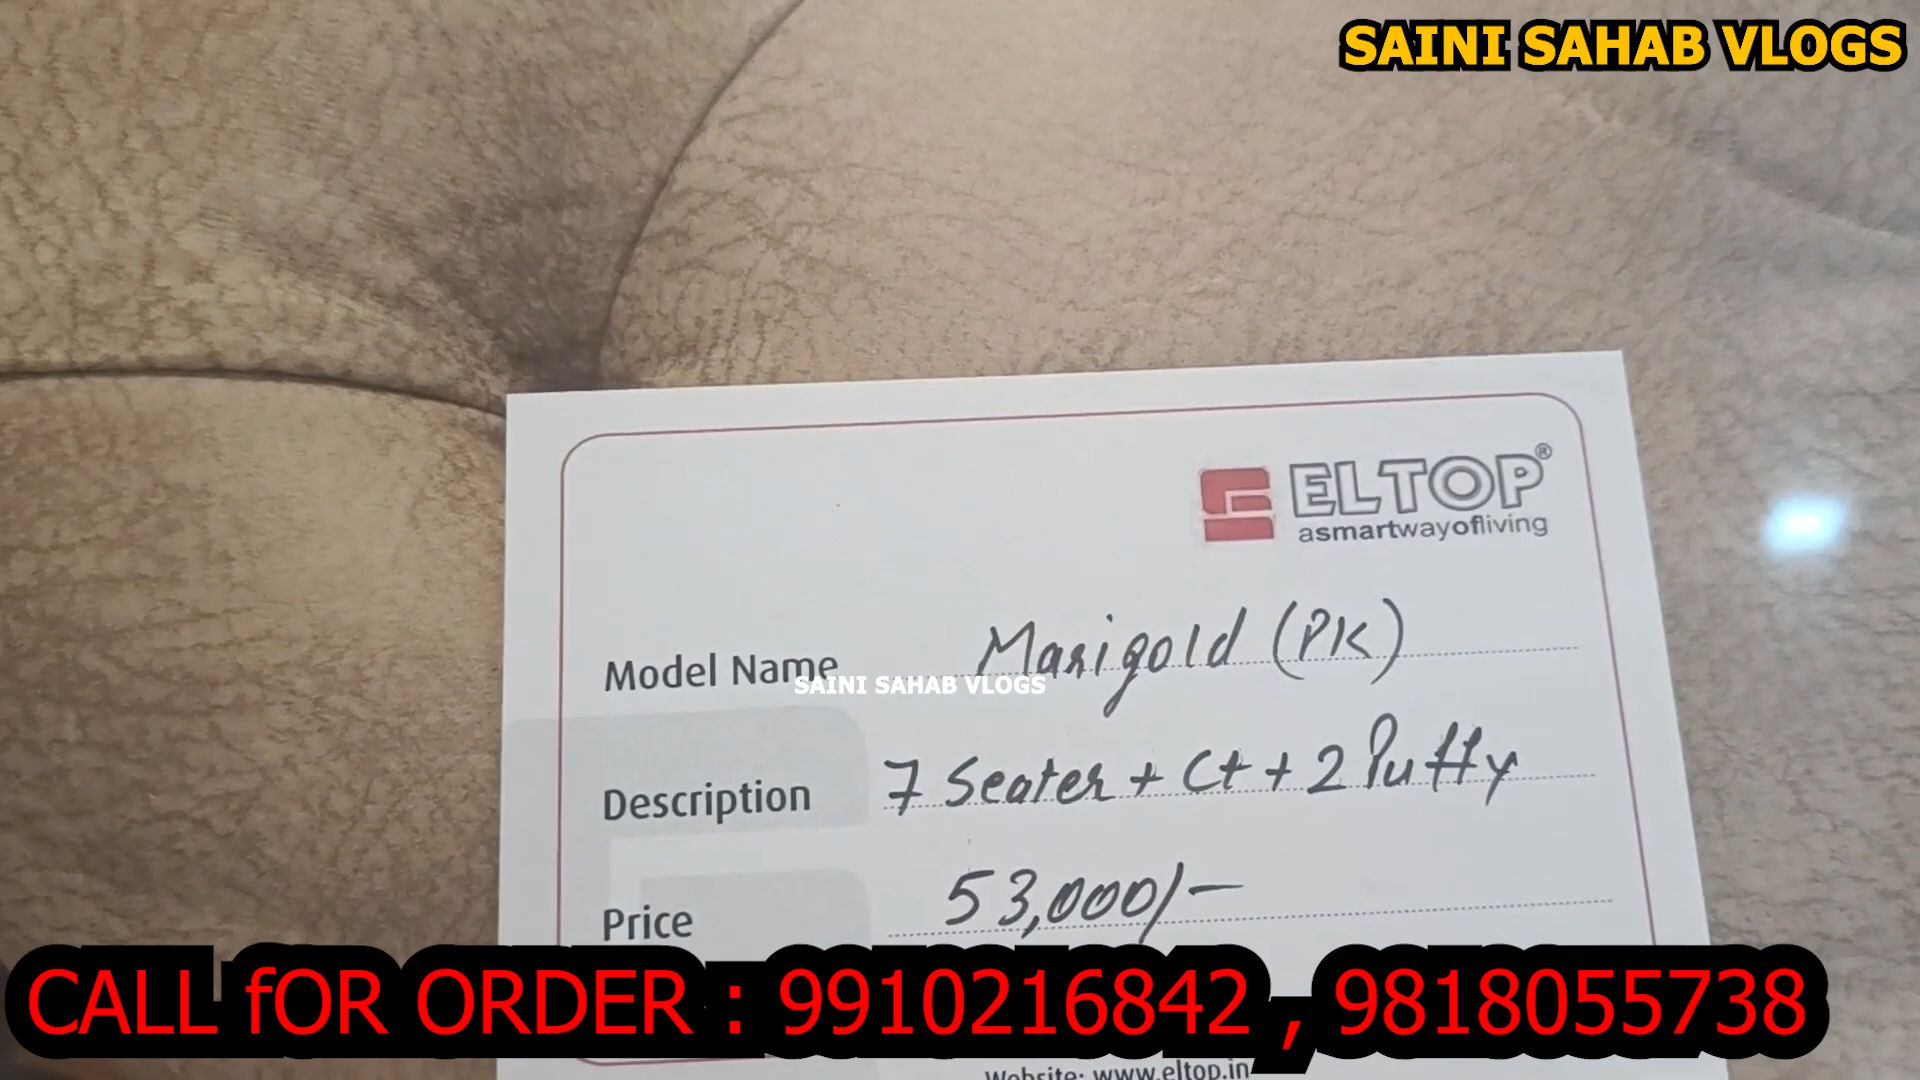 SAINI SAHAB VLOGS
ELTOP®
asmartwayofliving
Model Name Marigold (PK)
SAINI SAHAB VLOGS
Description 7 Seater + Ct + 2 Puffy
Price 53,000/-
CALL fOR ORDER : 9910216842 , 9818055738
Website: www.eltop.in